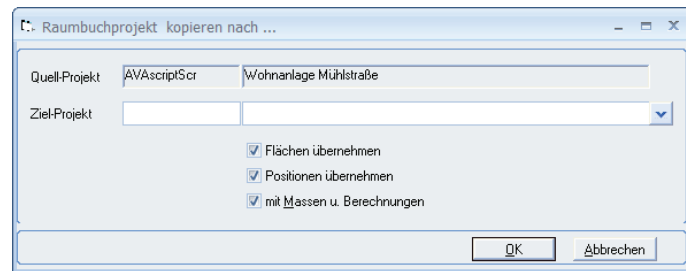 Raumbuchprojekt kopieren nach ...
Quell-Projekt AVAscriptScr Wohnanlage Mühlstraße
Ziel-Projekt
Flächen übernehmen
Positionen übernehmen
mit Massen u. Berechnungen
OK Abbrechen